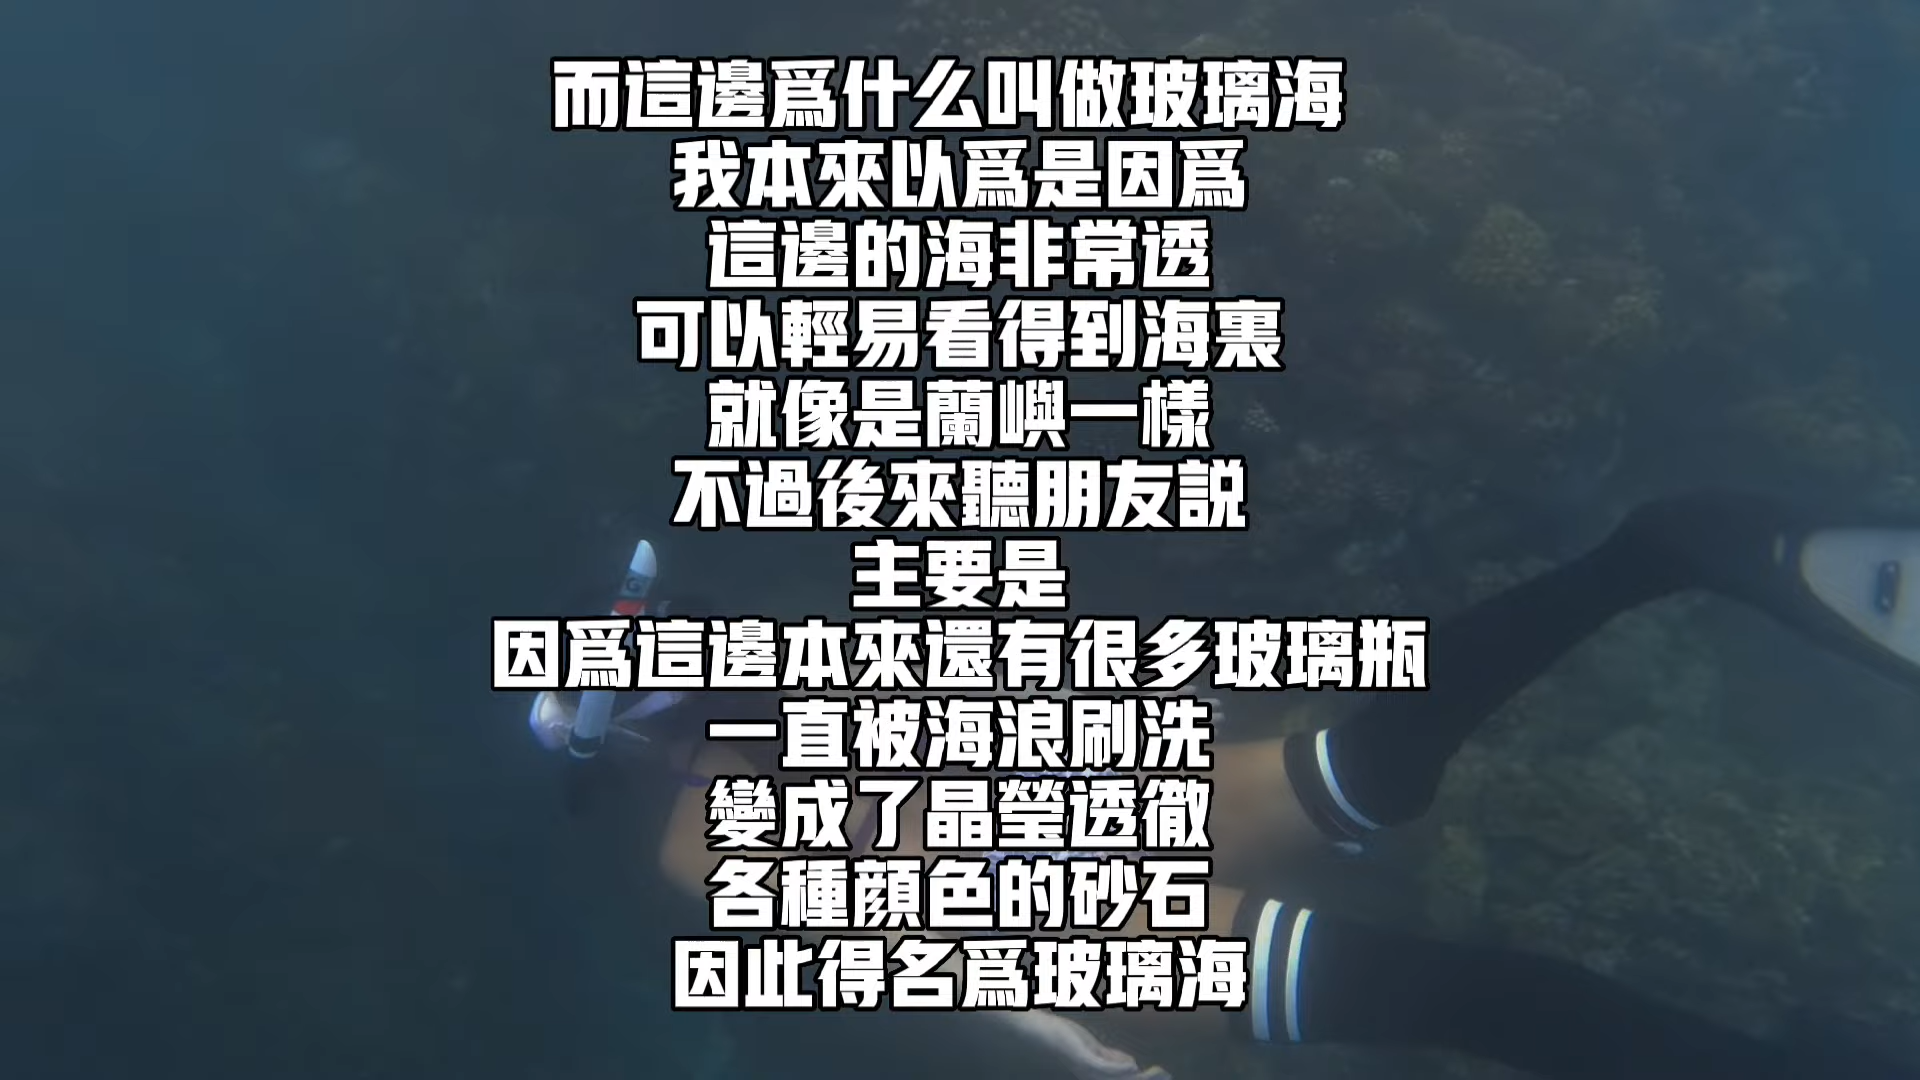 而這邊爲什么叫做玻璃海
我本來以爲是因爲
這邊的海非常透
可以輕易看得到海裏
就像是蘭嶼一樣
不過後來聽朋友説
主要是
因爲這邊本來還有很多玻璃瓶
一直被海浪刷洗
變成了晶瑩透徹
各種顔色的砂石
因此得名爲玻璃海